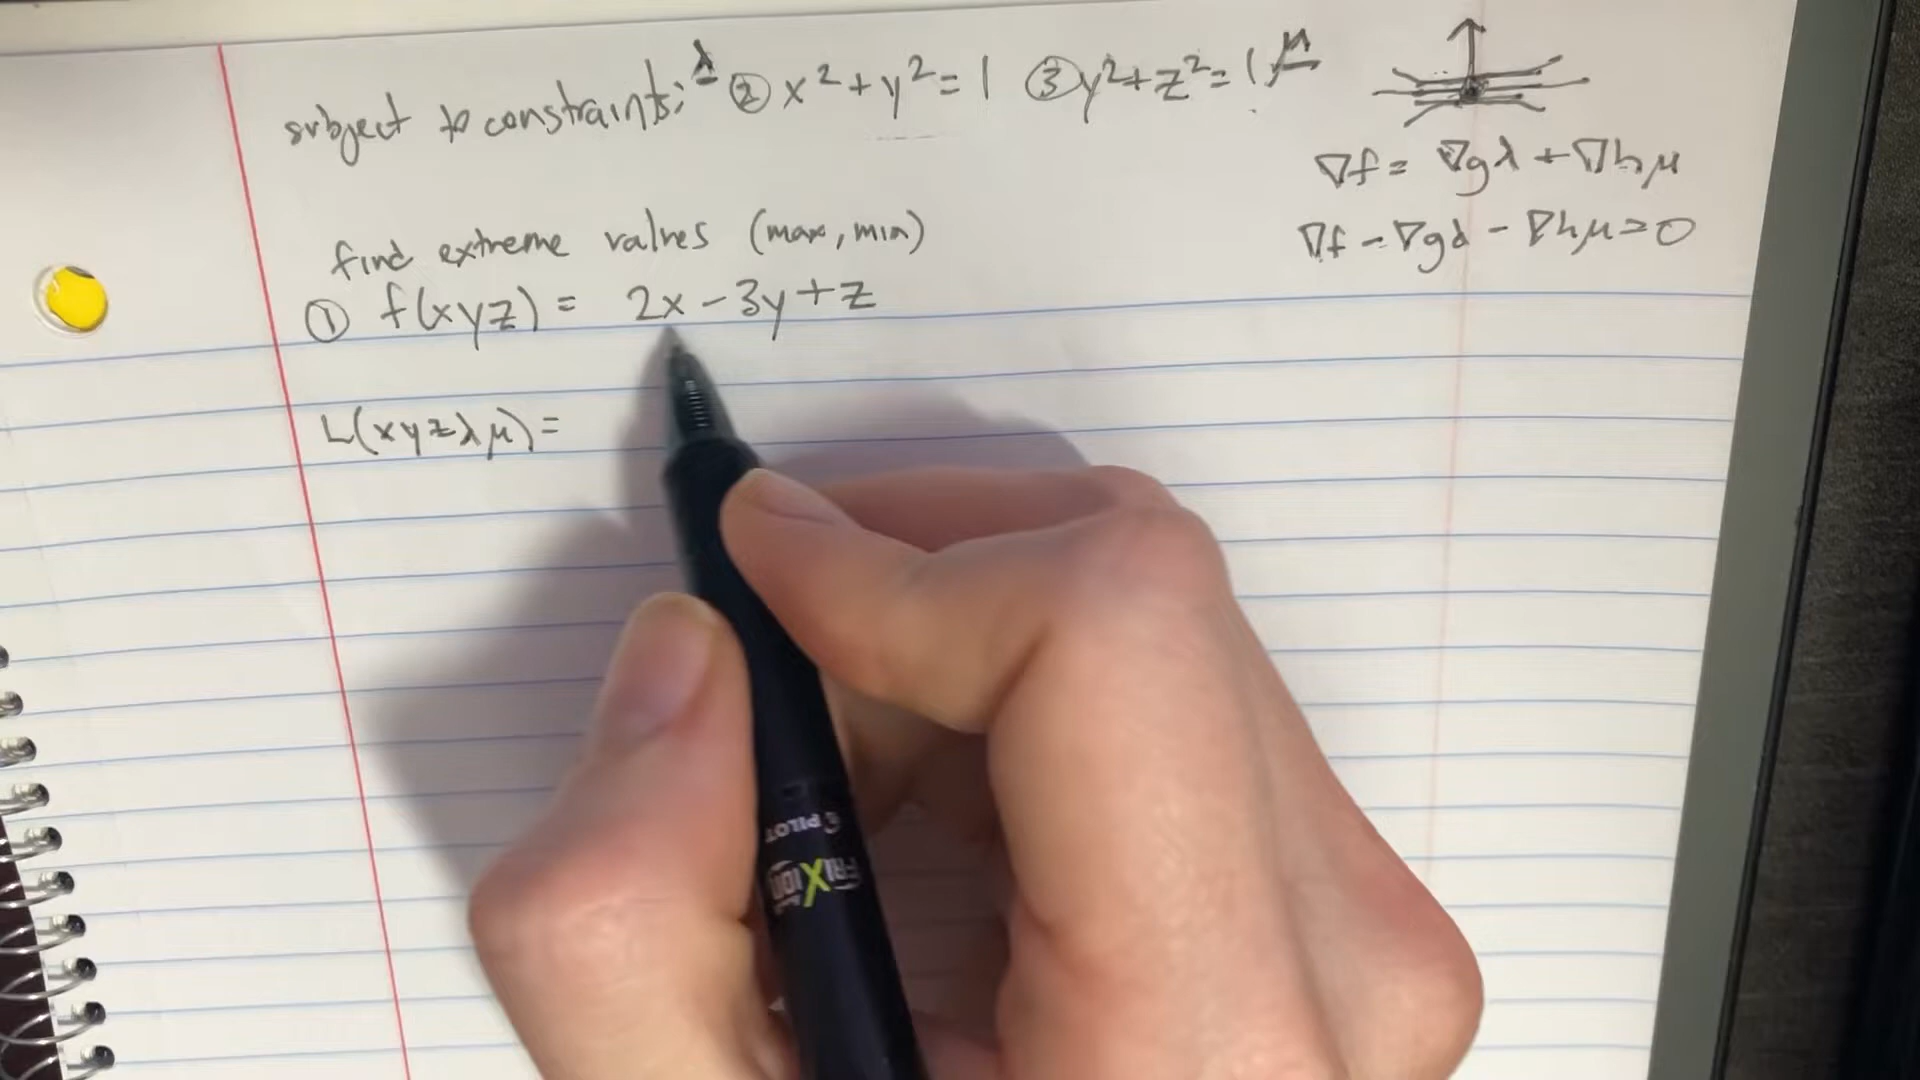 subject to constraints: λ ② x² + y² = 1 ③ y² + z² = 1, μ
∇f = ∇gλ + ∇hμ
∇f - ∇gλ - ∇hμ = 0
find extreme values (max, min)
① f(xyz) = 2x - 3y + z
L(xyzλμ) =
PILOT
FRIXION